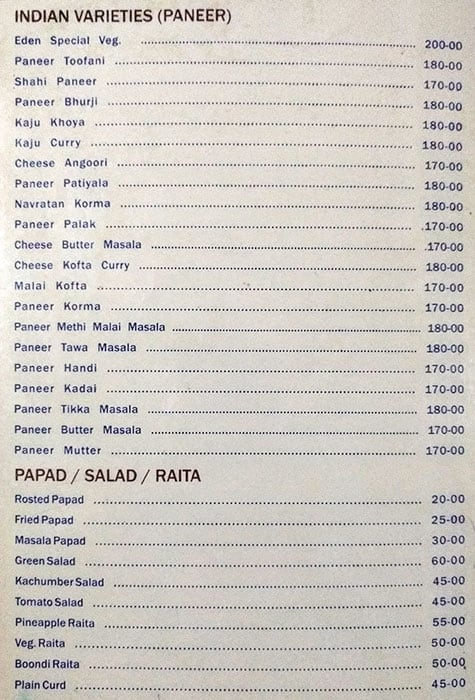 INDIAN VARIETIES (PANEER)
Eden Special Veg. 200-00
Paneer Toofani 180-00
Shahi Paneer 170-00
Paneer Bhurji 180-00
Kaju Khoya 180-00
Kaju Curry 180-00
Cheese Angoori 170-00
Paneer Patiyala 180-00
Navratan Korma 180-00
Paneer Palak 170-00
Cheese Butter Masala 170-00
Cheese Kofta Curry 180-00
Malai Kofta 170-00
Paneer Korma 170-00
Paneer Methi Malai Masala 180-00
Paneer Tawa Masala 180-00
Paneer Handi 170-00
Paneer Kadai 170-00
Paneer Tikka Masala 180-00
Paneer Butter Masala 170-00
Paneer Mutter 170-00
PAPAD / SALAD / RAITA
Rosted Papad 20-00
Fried Papad 25-00
Masala Papad 30-00
Green Salad 60-00
Kachumber Salad 45-00
Tomato Salad 45-00
Pineapple Raita 55-00
Veg. Raita 50-00
Boondi Raita 50-00
Plain Curd 45-00